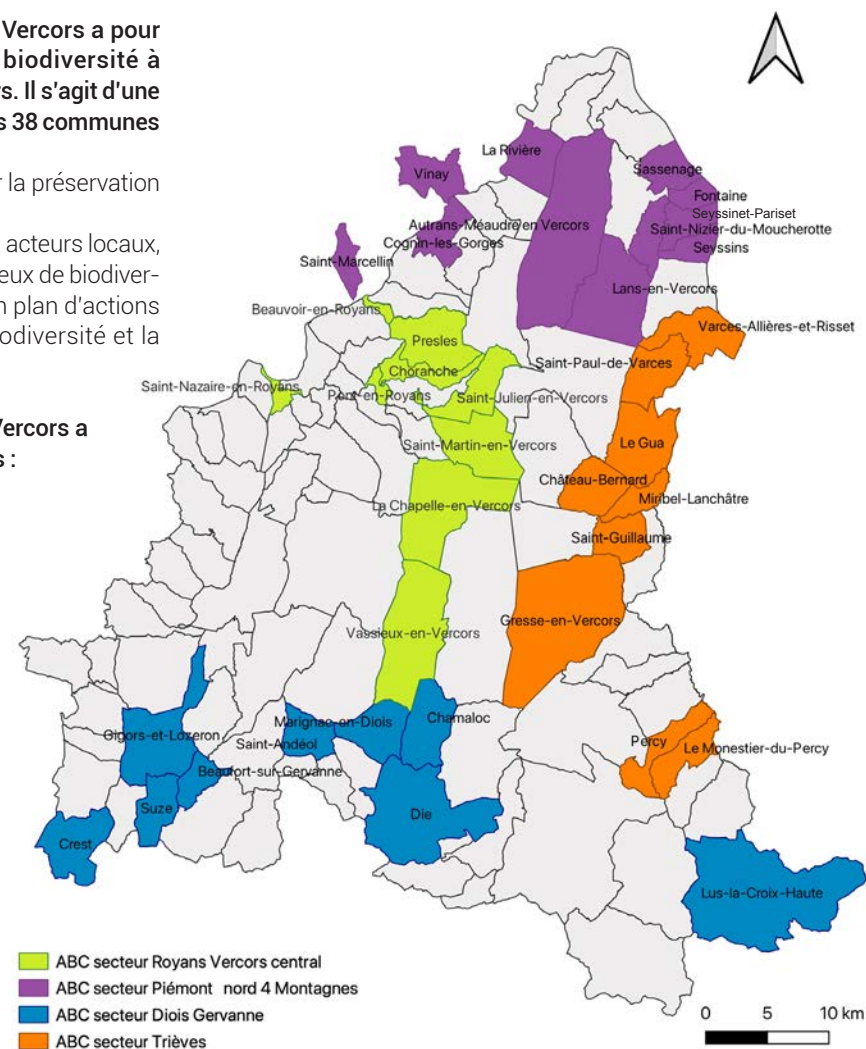 Vercors a pour
biodiversité à
rs. Il s'agit d'une
s 38 communes
r la préservation
acteurs locaux,
eux de biodiver-
n plan d'actions
odiversité et la
Vercors a
s :
La Rivière
Vinay
Sassenage
Fontaine
Seyssinet-Pariset
Autrans-Méaudre en Vercors
Saint-Nizier-du-Moucherotte
Cognin-les-Gorges
Seyssins
Saint-Marcellin
Lans-en-Vercors
Beauvoir-en-Royans
Varces-Allières-et-Risset
Presles
Saint-Paul-de-Varces
Choranche
Saint-Nazaire-en-Royans
Pont-en-Royans
Saint-Julien-en-Vercors
Saint-Martin-en-Vercors
Le Gua
Château-Bernard
Miribel-Lanchâtre
La Chapelle-en-Vercors
Saint-Guillaume
Gresse-en-Vercors
Vassieux-en-Vercors
Marignac-en-Diois
Chamaloc
Gigors-et-Lozeron
Saint-Andéol
Percy
Le Monestier-du-Percy
Beaufort-sur-Gervanne
Suze
Die
Crest
Lus-la-Croix-Haute
ABC secteur Royans Vercors central
ABC secteur Piémont nord 4 Montagnes
ABC secteur Diois Gervanne
ABC secteur Trièves
0 5 10 km